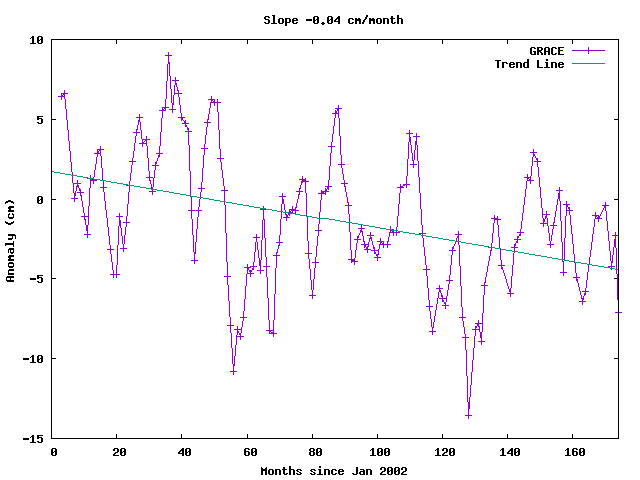 Slope -0.04 cm/month
GRACE
Trend Line
10
5
0
-5
-10
-15
Anomaly (cm)
0 20 40 60 80 100 120 140 160
Months since Jan 2002